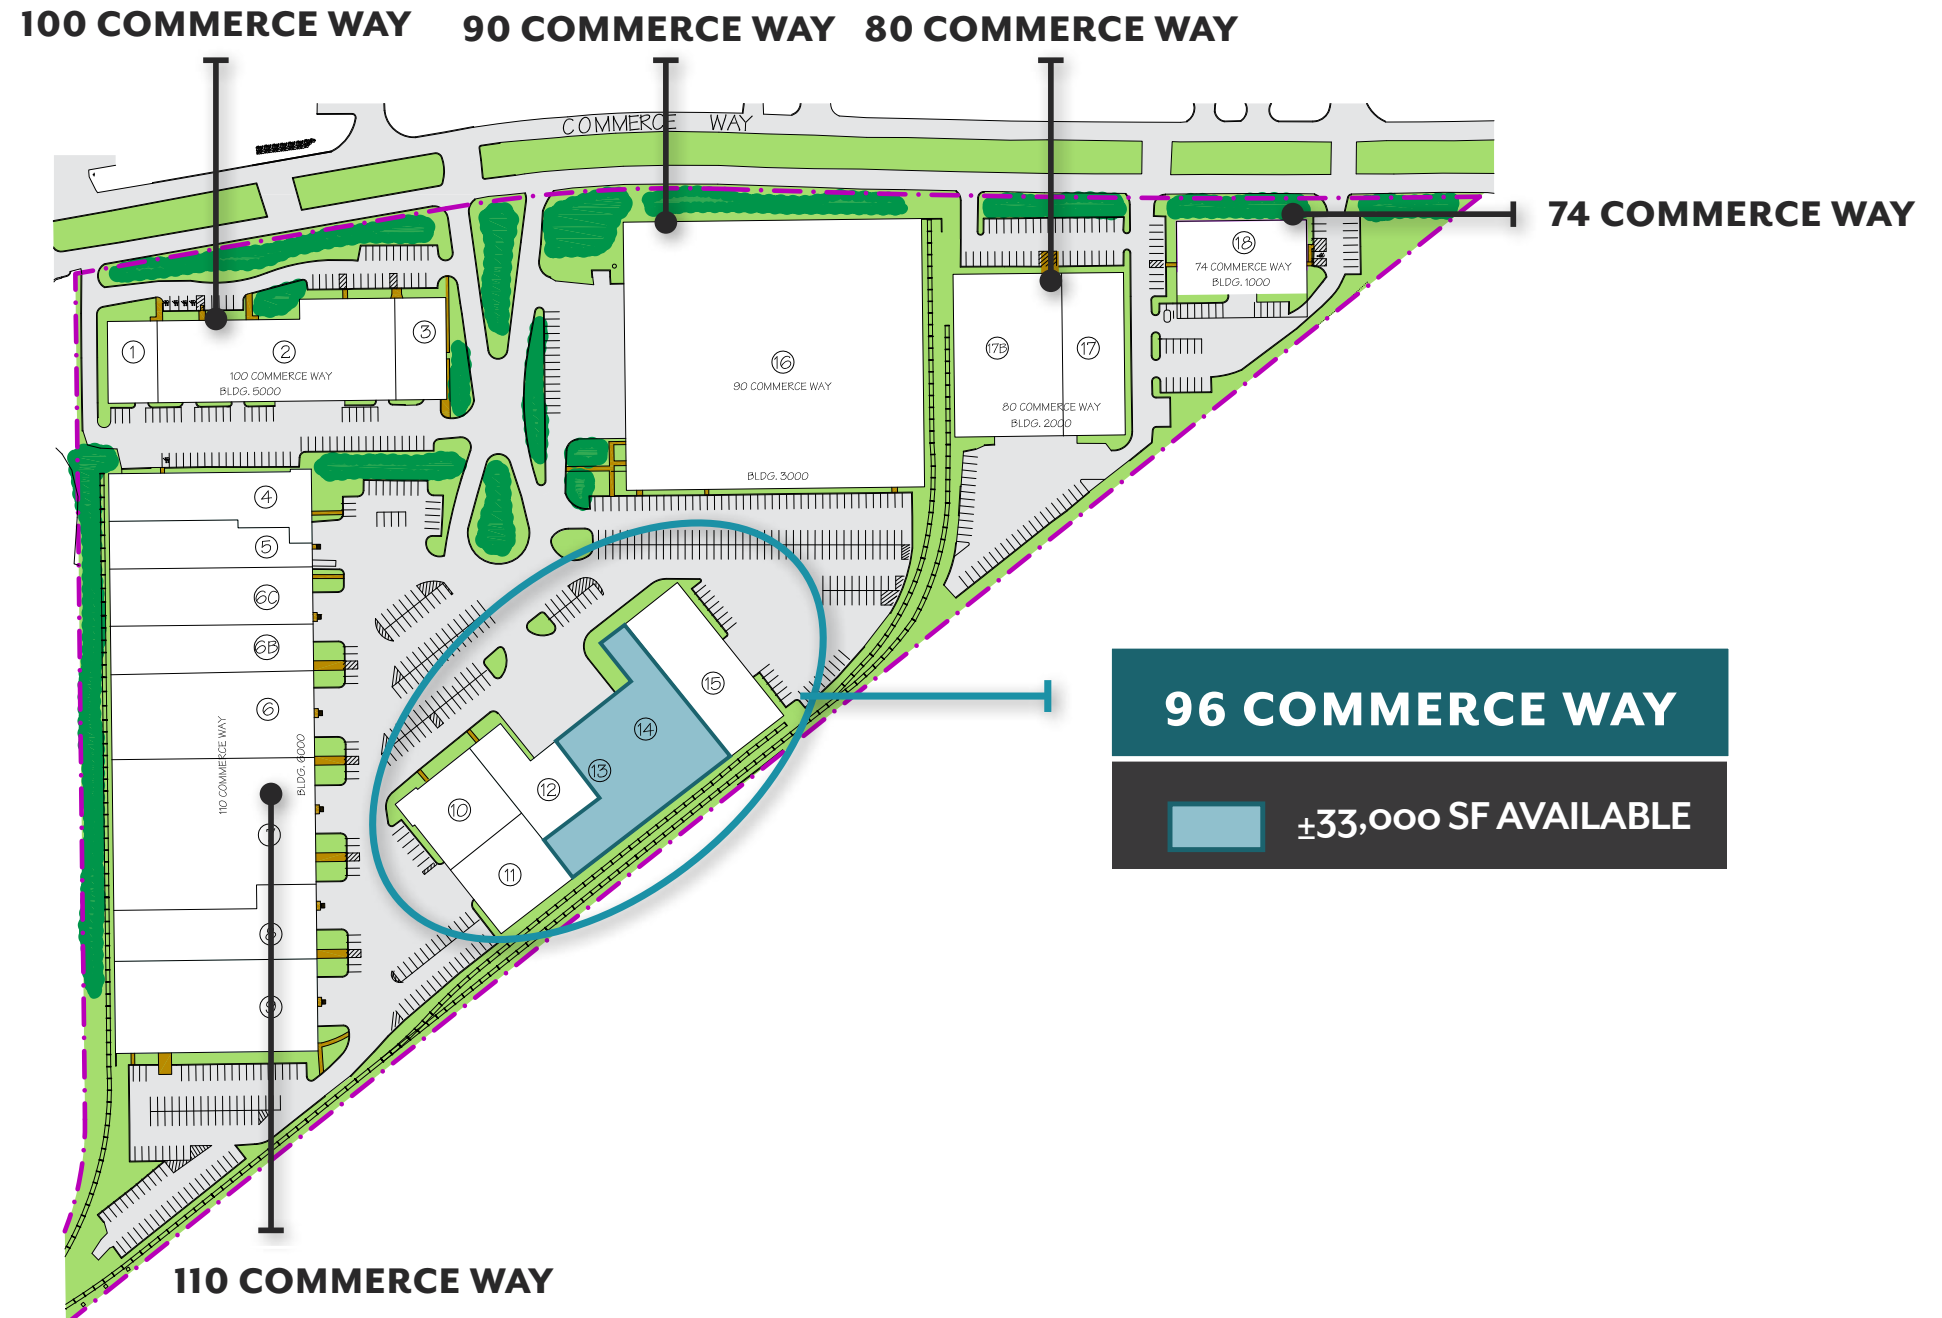 100 COMMERCE WAY
90 COMMERCE WAY
80 COMMERCE WAY
COMMERCE WAY
74 COMMERCE WAY
18
74 COMMERCE WAY
BLDG. 1000
1
2
3
100 COMMERCE WAY
BLDG. 5000
16
90 COMMERCE WAY
BLDG. 3000
17B
17
80 COMMERCE WAY
BLDG. 2000
4
5
6C
6B
6
110 COMMERCE WAY
BLDG. 6000
7
8
9
15
14
13
12
10
11
96 COMMERCE WAY
±33,000 SF AVAILABLE
110 COMMERCE WAY